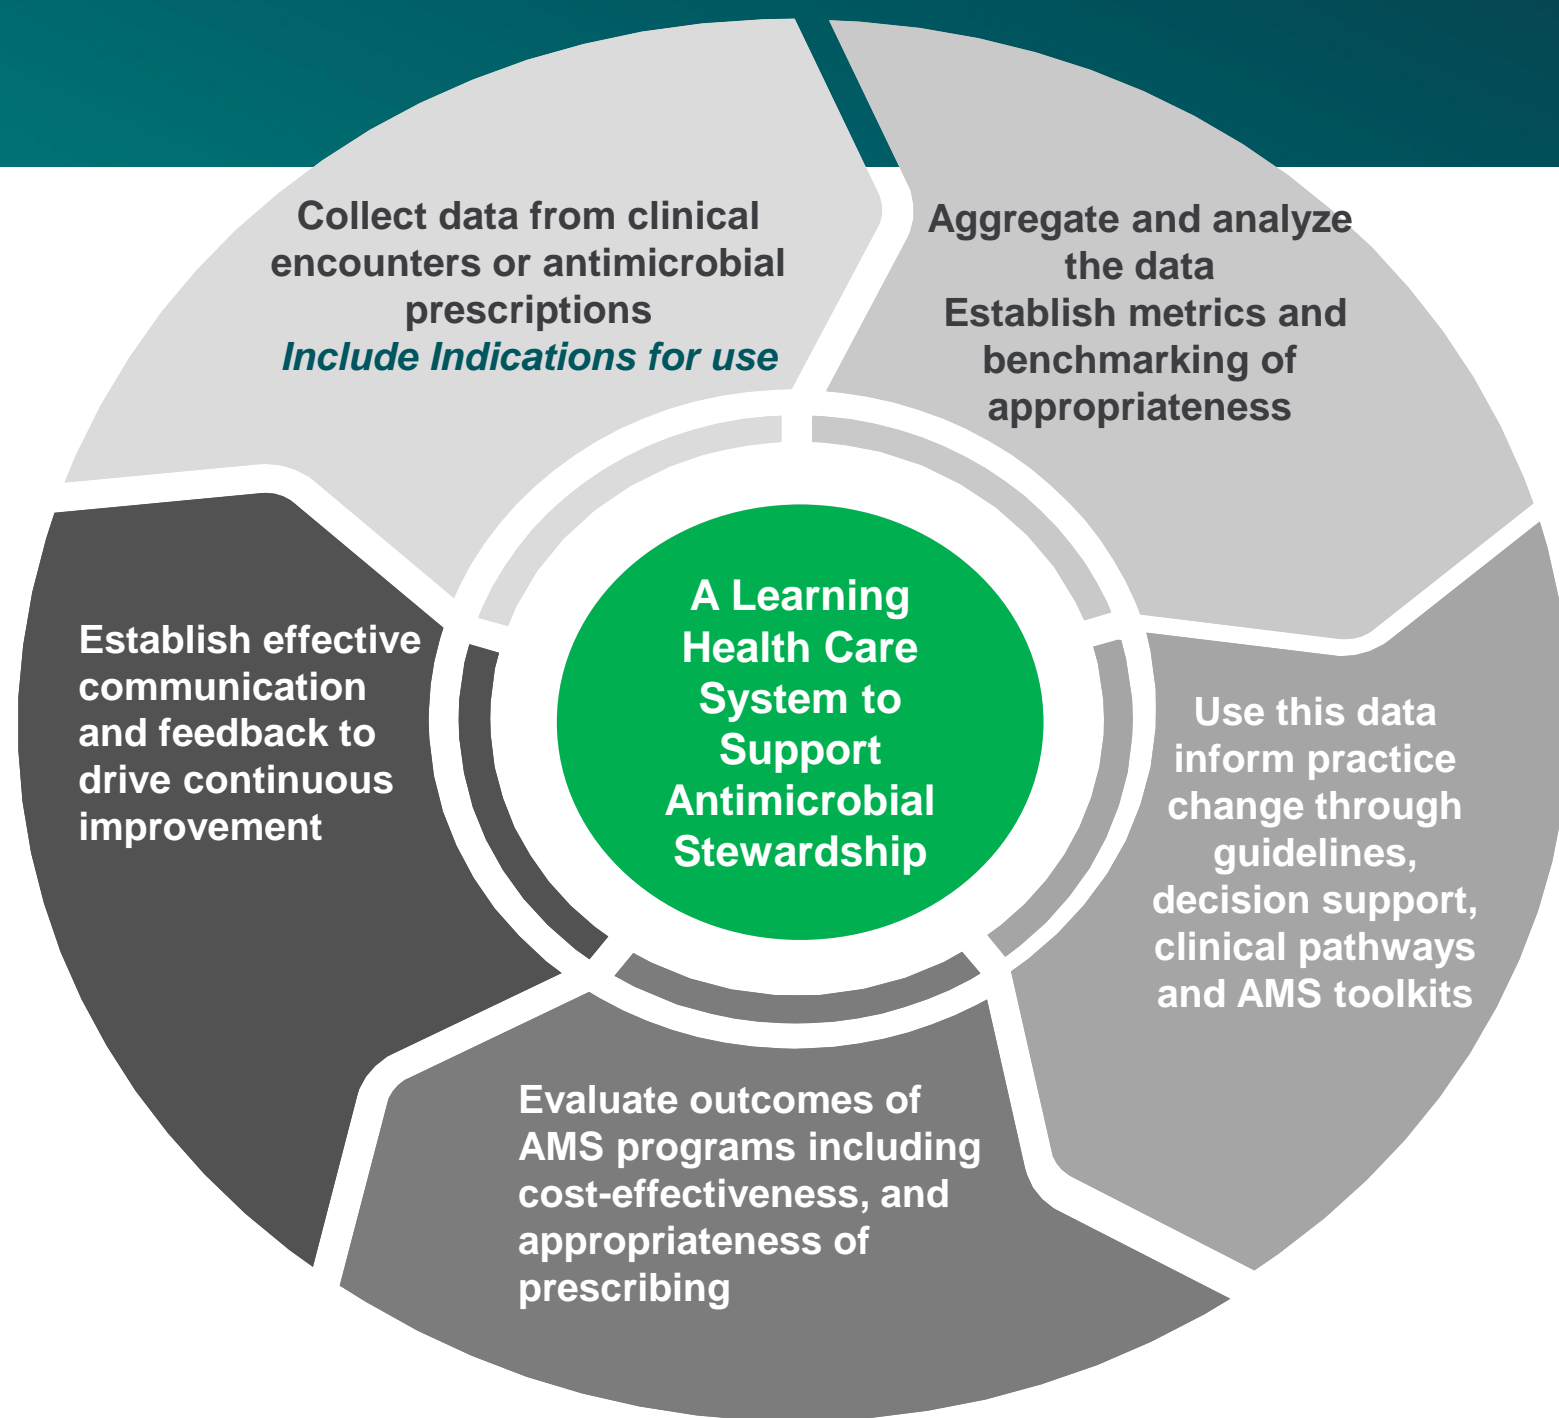 Collect data from clinical
encounters or antimicrobial
prescriptions
Include Indications for use
Aggregate and analyze
the data
Establish metrics and
benchmarking of
appropriateness
Use this data
inform practice
change through
guidelines,
decision support,
clinical pathways
and AMS toolkits
Evaluate outcomes of
AMS programs including
cost-effectiveness, and
appropriateness of
prescribing
Establish effective
communication
and feedback to
drive continuous
improvement
A Learning
Health Care
System to
Support
Antimicrobial
Stewardship